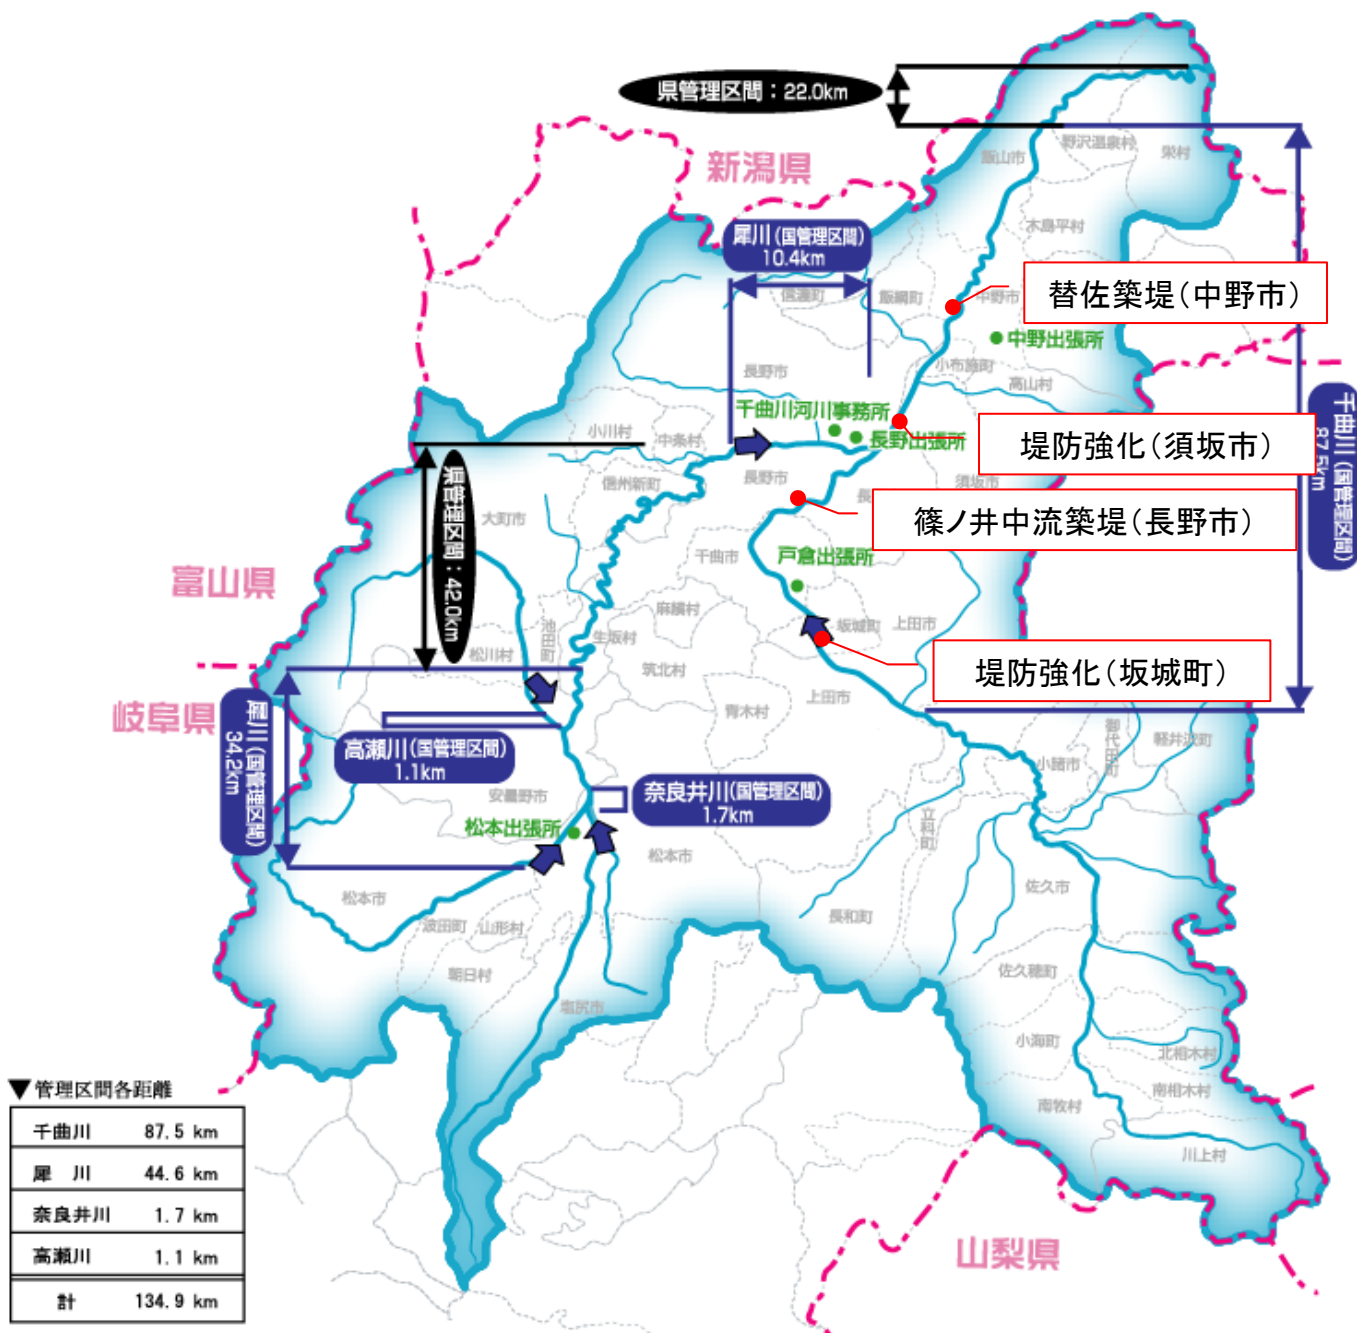 県管理区間：22.0km
新潟県
野沢温泉村
飯山市
栄村
木島平村
犀川（国管理区間）
10.4km
信濃町
飯綱町
中野市
替佐築堤（中野市）
中野出張所
小布施町
高山村
長野市
千曲川河川事務所
長野出張所
千曲川（国管理区間）
87.5km
堤防強化（須坂市）
須坂市
小川村
中条村
信州新町
長野市
長
篠ノ井中流築堤（長野市）
県管理区間：42.0km
大町市
千曲市
戸倉出張所
富山県
麻績村
池田町
生坂村
坂城町
上田市
松川村
筑北村
堤防強化（坂城町）
岐阜県
犀川（国管理区間）
34.2km
青木村
上田市
御代田町
軽井沢町
高瀬川（国管理区間）
1.1km
小諸市
安曇野市
奈良井川（国管理区間）
1.7km
松本出張所
立科町
松本市
松本市
佐久市
波田町
山形村
長和町
朝日村
佐久穂町
塩尻市
小海町
北相木村
南相木村
南牧村
川上村
山梨県
▼管理区間各距離
千曲川 87.5 km
犀 川 44.6 km
奈良井川 1.7 km
高瀬川 1.1 km
計 134.9 km